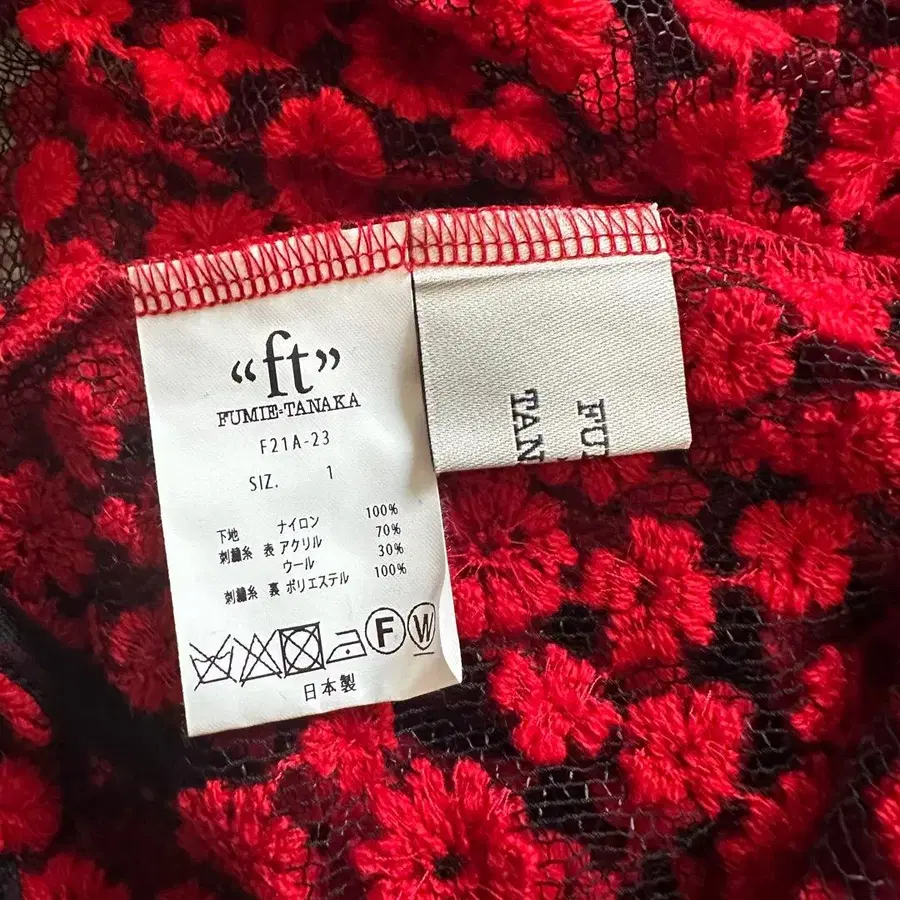 “ft”
FUMIE=TANAKA
F21A-23
SIZ. 1
下地 ナイロン 100%
刺繍糸 表 アクリル 70%
ウール 30%
刺繍糸 裏 ポリエステル 100%
F W
日本製
FU
TAN